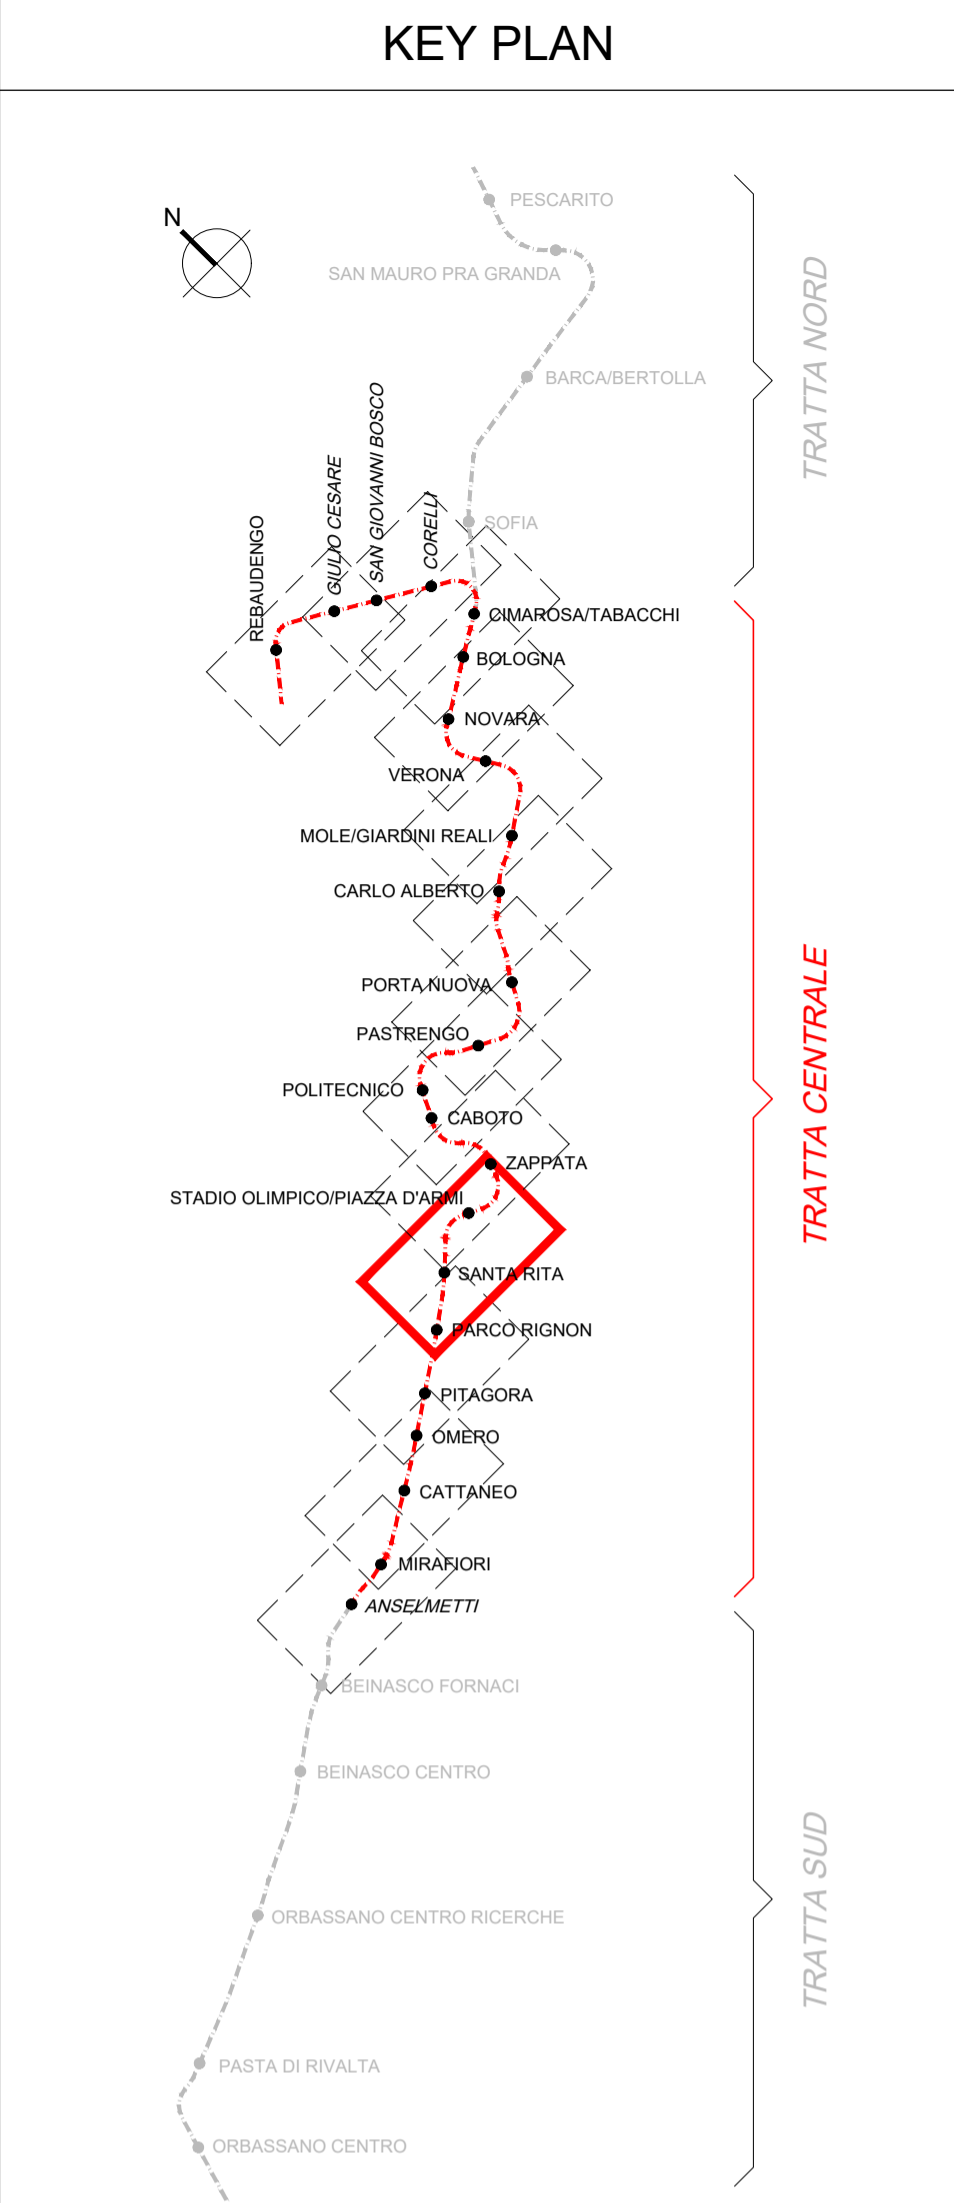 KEY PLAN
N
PESCARITO
SAN MAURO PRA GRANDA
BARCA/BERTOLLA
TRATTA NORD
SOFIA
REBAUDENGO
GIULIO CESARE
SAN GIOVANNI BOSCO
CORELLI
CIMAROSA/TABACCHI
BOLOGNA
NOVARA
VERONA
MOLE/GIARDINI REALI
CARLO ALBERTO
PORTA NUOVA
PASTRENGO
POLITECNICO
CABOTO
TRATTA CENTRALE
ZAPPATA
STADIO OLIMPICO/PIAZZA D'ARMI
SANTA RITA
PARCO RIGNON
PITAGORA
OMERO
CATTANEO
MIRAFIORI
ANSELMETTI
BEINASCO FORNACI
BEINASCO CENTRO
ORBASSANO CENTRO RICERCHE
TRATTA SUD
PASTA DI RIVALTA
ORBASSANO CENTRO